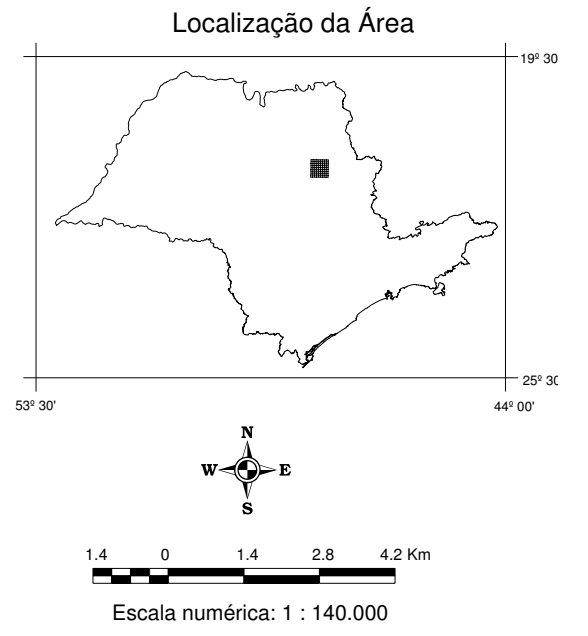 Localização da Área
19º 30
25º 30
53º 30'
44º 00'
N
W E
S
1.4 0 1.4 2.8 4.2 Km
Escala numérica: 1 : 140.000